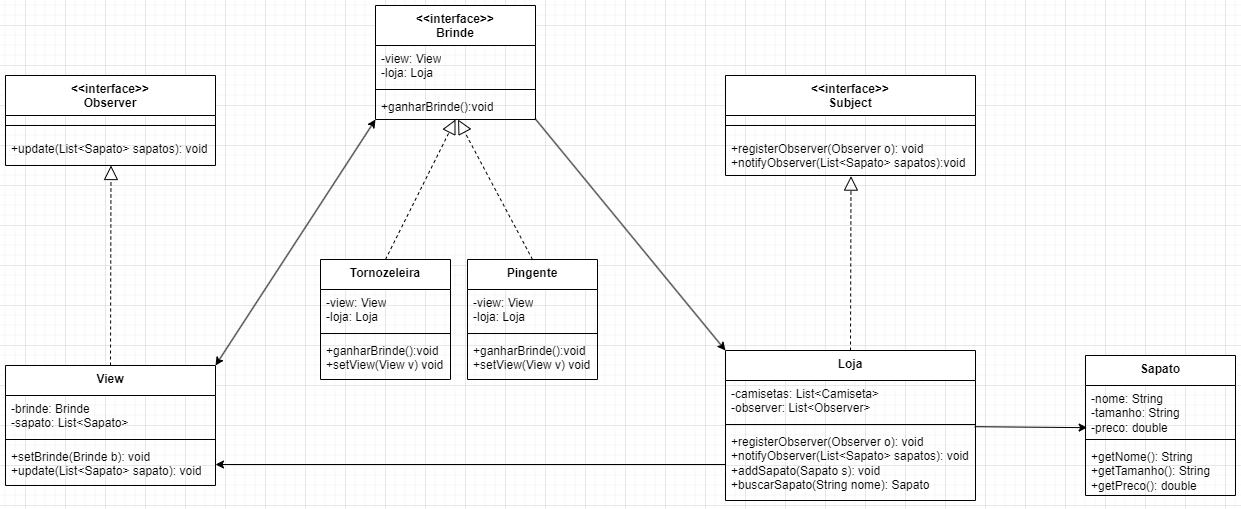 <<interface>>
Brinde
-view: View
-loja: Loja
+ganharBrinde():void
<<interface>>
Observer
+update(List<Sapato> sapatos): void
<<interface>>
Subject
+registerObserver(Observer o): void
+notifyObserver(List<Sapato> sapatos):void
Tornozeleira
-view: View
-loja: Loja
+ganharBrinde():void
+setView(View v) void
Pingente
-view: View
-loja: Loja
+ganharBrinde():void
+setView(View v) void
View
-brinde: Brinde
-sapato: List<Sapato>
+setBrinde(Brinde b): void
+update(List<Sapato> sapato): void
Loja
-camisetas: List<Camiseta>
-observer: List<Observer>
+registerObserver(Observer o): void
+notifyObserver(List<Sapato> sapatos): void
+addSapato(Sapato s): void
+buscarSapato(String nome): Sapato
Sapato
-nome: String
-tamanho: String
-preco: double
+getNome(): String
+getTamanho(): String
+getPreco(): double